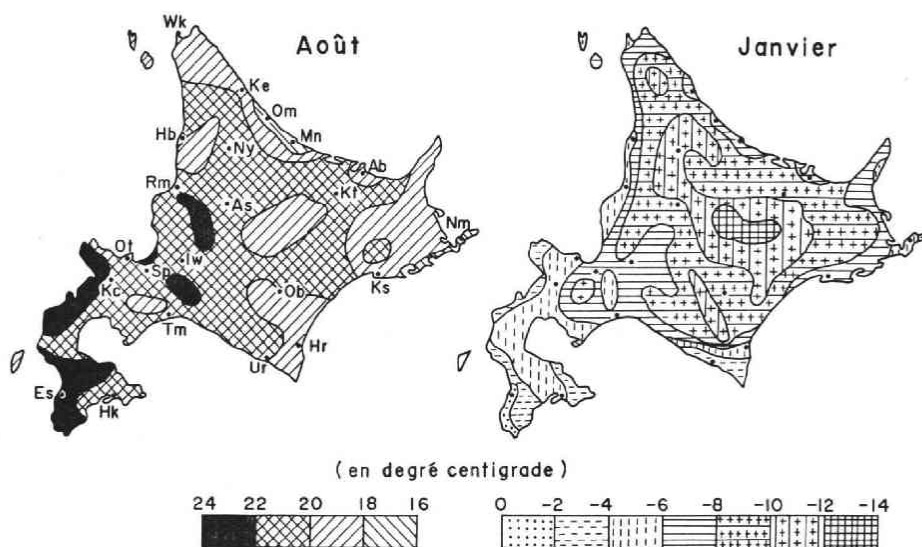 Août
Janvier
Wk
Ke
Om
Mn
Hb
Ny
Ab
Rm
Kt
As
Nm
Ot
Sp
Iw
Kc
Ob
Ks
Tm
Ur
Hr
Es
Hk
(en degré centigrade)
24 22 20 18 16
0 -2 -4 -6 -8 -10 -12 -14